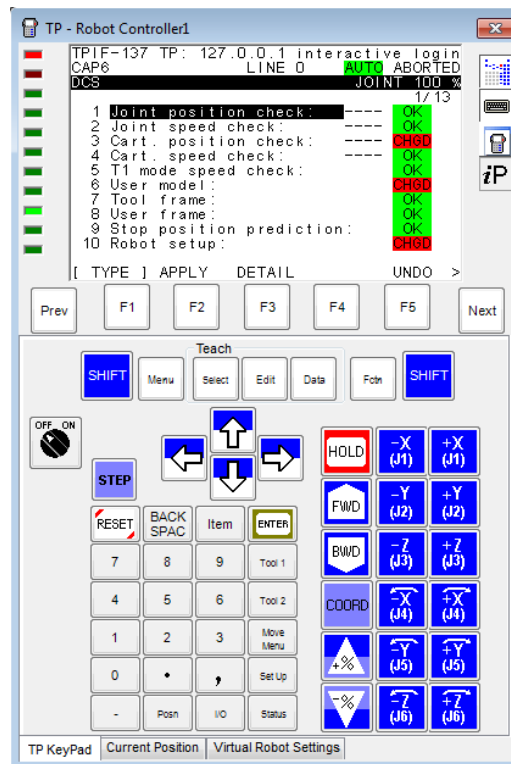 TP - Robot Controller1
TPIF-137 TP: 127.0.0.1 interactive login
CAP6 LINE 0 AUTO ABORTED
DCS JOINT 100 %
1/13
1 Joint position check: ---- OK
2 Joint speed check: OK
3 Cart. position check: ---- CHGD
4 Cart. speed check: ---- OK
5 T1 mode speed check: OK
6 User model: CHGD
7 Tool frame: OK
8 User frame: OK
9 Stop position prediction: OK
10 Robot setup: CHGD
[ TYPE ] APPLY DETAIL UNDO >
iP
Prev F1 F2 F3 F4 F5 Next
Teach
SHIFT Menu Select Edit Data Fctn SHIFT
OFF ON
STEP
HOLD -X (J1) +X (J1)
RESET BACK SPAC Item ENTER
FWD -Y (J2) +Y (J2)
7 8 9 Tool 1
BWD -Z (J3) +Z (J3)
4 5 6 Tool 2
COORD -X (J4) +X (J4)
1 2 3 Move Menu
+% -Y (J5) +Y (J5)
0 . , Set Up
-% -Z (J6) +Z (J6)
- Posn I/O Status
TP KeyPad Current Position Virtual Robot Settings